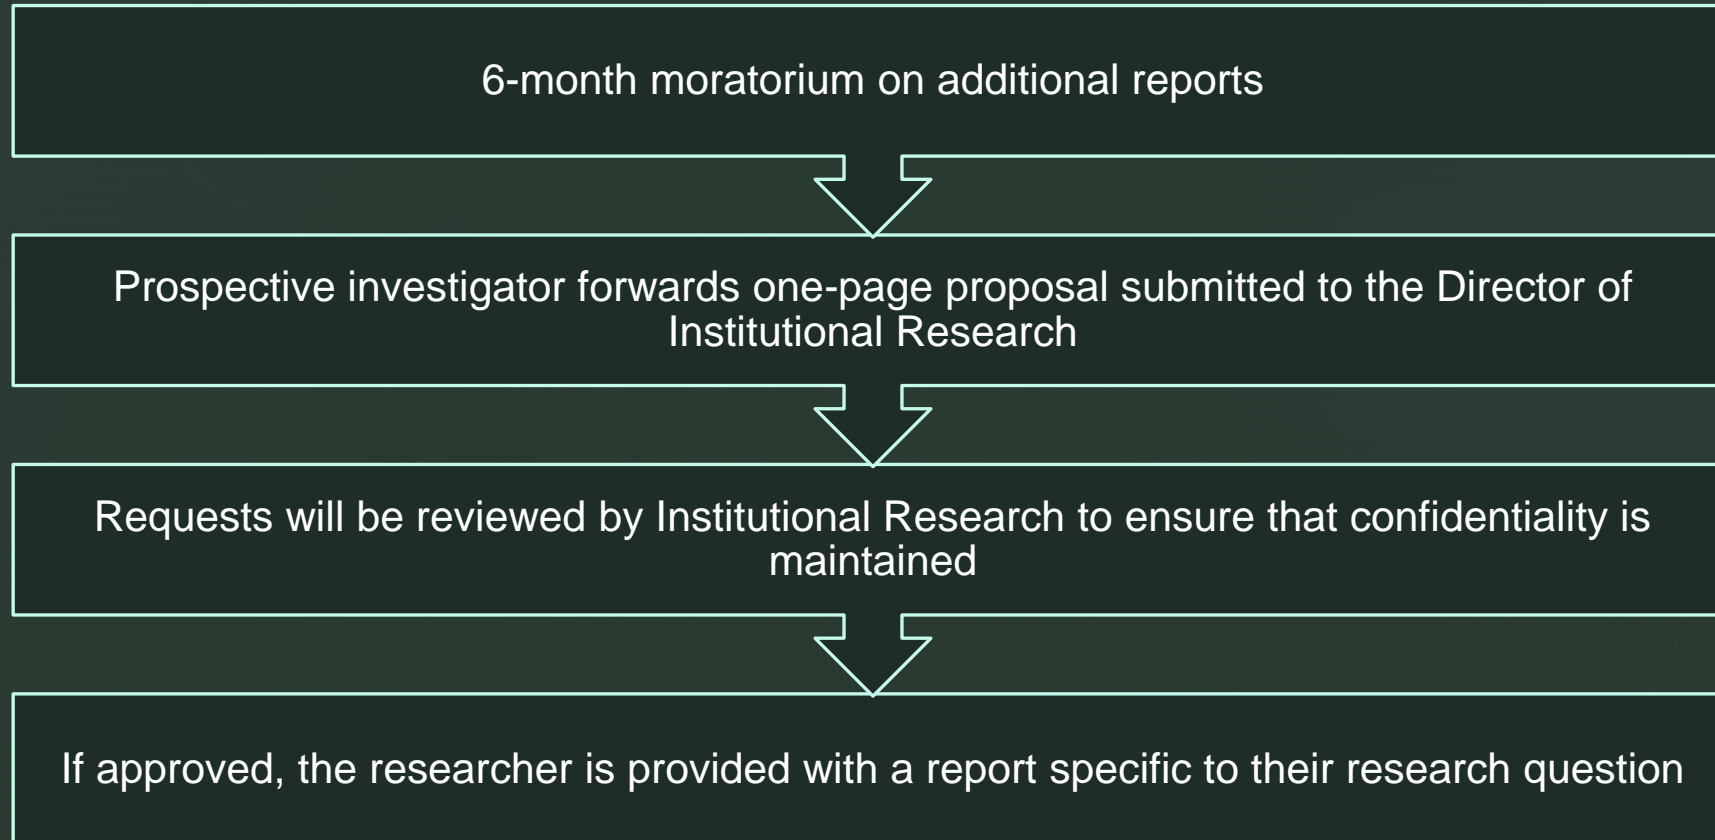 6-month moratorium on additional reports
Prospective investigator forwards one-page proposal submitted to the Director of
Institutional Research
Requests will be reviewed by Institutional Research to ensure that confidentiality is
maintained
If approved, the researcher is provided with a report specific to their research question